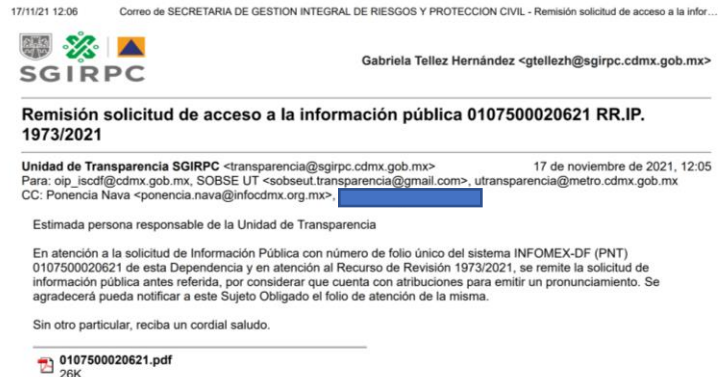 17/11/21 12:06 Correo de SECRETARIA DE GESTION INTEGRAL DE RIESGOS Y PROTECCION CIVIL - Remisión solicitud de acceso a la infor…
SGIRPC
Gabriela Tellez Hernández <gtellezh@sgirpc.cdmx.gob.mx>
Remisión solicitud de acceso a la información pública 0107500020621 RR.IP.
1973/2021
Unidad de Transparencia SGIRPC <transparencia@sgirpc.cdmx.gob.mx> 17 de noviembre de 2021, 12:05
Para: oip_iscdf@cdmx.gob.mx, SOBSE UT <sobseut.transparencia@gmail.com>, utransparencia@metro.cdmx.gob.mx
CC: Ponencia Nava <ponencia.nava@infocdmx.org.mx>,
Estimada persona responsable de la Unidad de Transparencia
En atención a la solicitud de Información Pública con número de folio único del sistema INFOMEX-DF (PNT)
0107500020621 de esta Dependencia y en atención al Recurso de Revisión 1973/2021, se remite la solicitud de
información pública antes referida, por considerar que cuenta con atribuciones para emitir un pronunciamiento. Se
agradecerá pueda notificar a este Sujeto Obligado el folio de atención de la misma.
Sin otro particular, reciba un cordial saludo.
0107500020621.pdf
26K